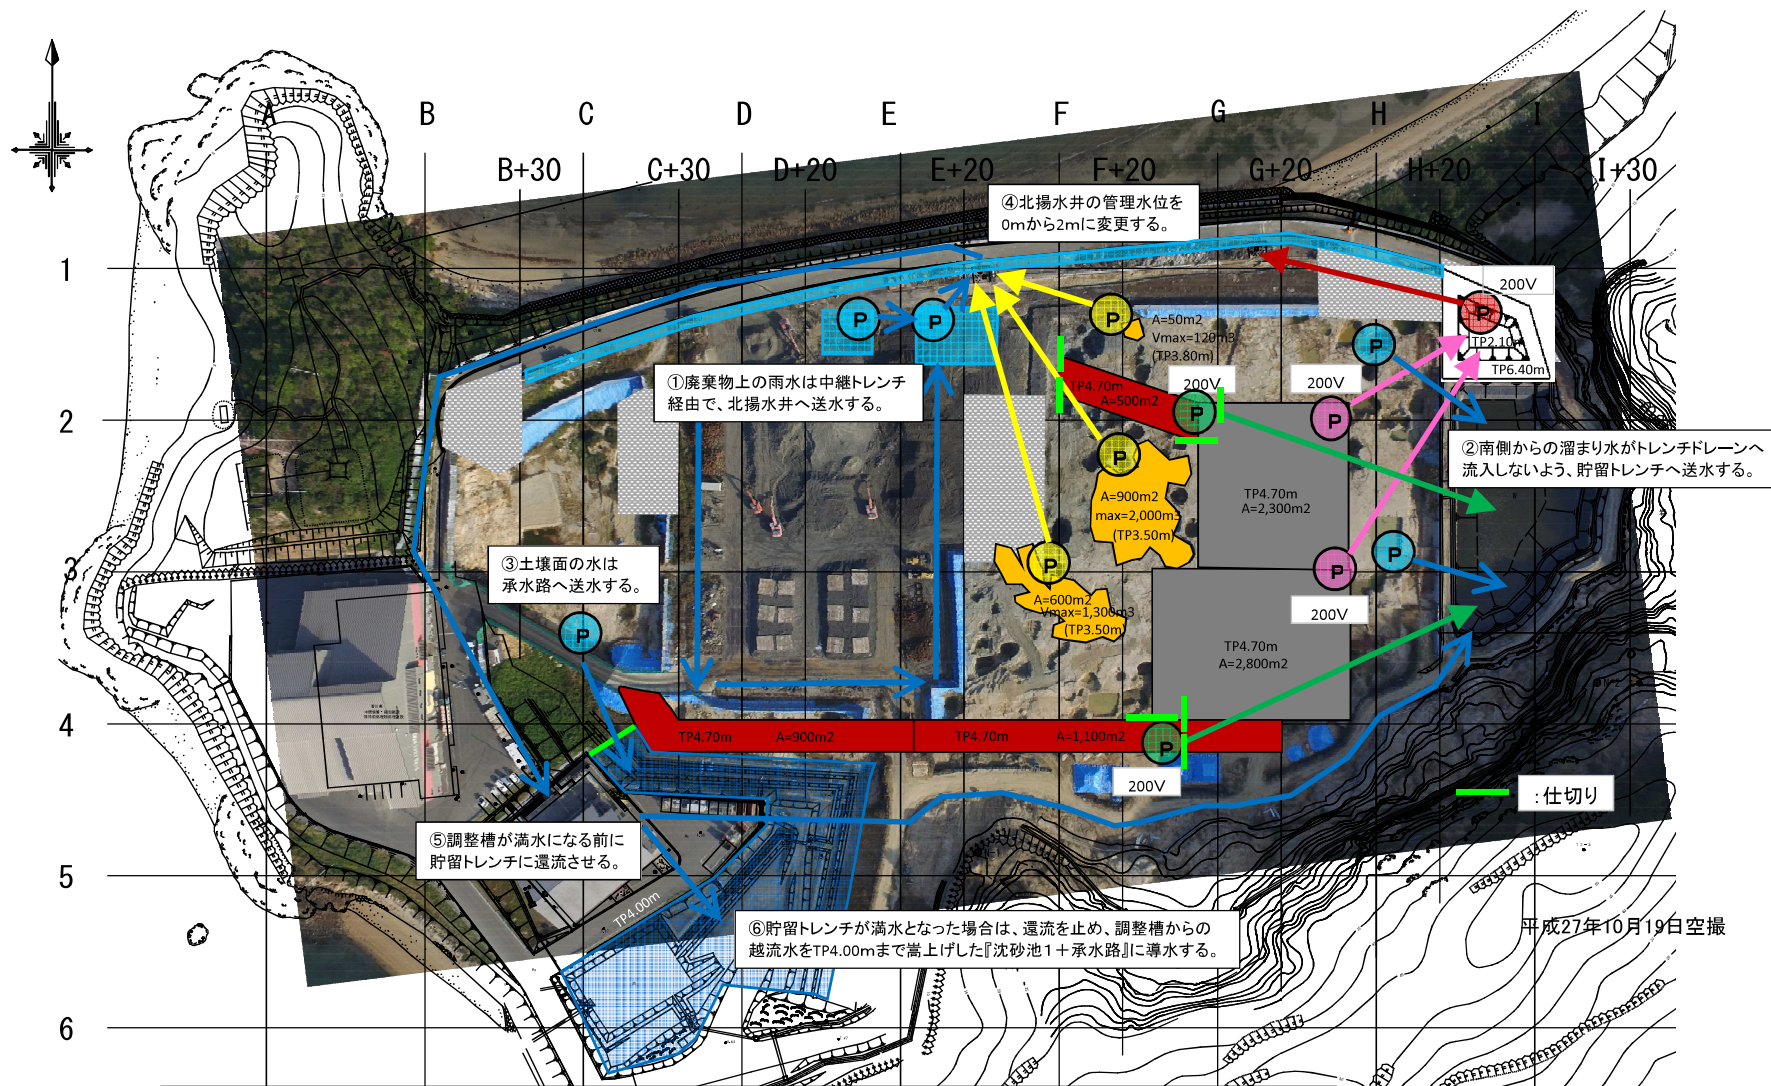 A
B
C
D
E
F
G
H
I
B+30
C+30
D+20
E+20
F+20
G+20
H+20
I+30
1
2
3
4
5
6
④北揚水井の管理水位を
0mから2mに変更する。
①廃棄物上の雨水は中継トレンチ
経由で、北揚水井へ送水する。
②南側からの溜まり水がトレンチドレーンへ
流入しないよう、貯留トレンチへ送水する。
③土壌面の水は
承水路へ送水する。
⑤調整槽が満水になる前に
貯留トレンチに還流させる。
⑥貯留トレンチが満水となった場合は、還流を止め、調整槽からの
越流水をTP4.00mまで嵩上げした『沈砂池1+承水路』に導水する。
P
P
P
A=50m2
Vmax=120m3
(TP3.80m)
P
200V
P
TP2.10m
TP6.40m
TP4.70m
A=500m2
200V
P
200V
P
P
A=900m2
max=2,000m3
(TP3.50m)
TP4.70m
A=2,300m2
P
A=600m2
Vmax=1,300m3
(TP3.50m)
P
200V
P
P
TP4.70m
A=2,800m2
TP4.70m
A=900m2
TP4.70m
A=1,100m2
P
200V
:仕切り
TP4.00m
平成27年10月19日空撮